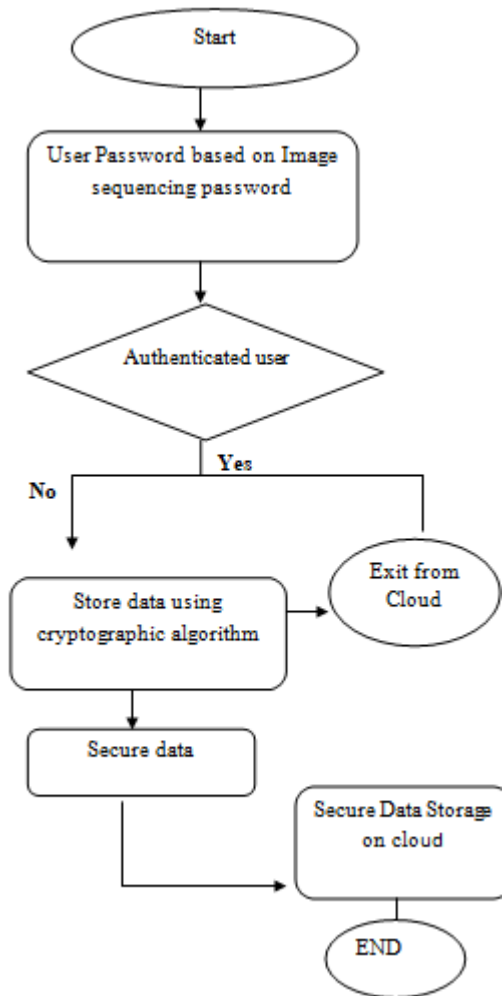 Start
User Password based on Image
sequencing password
Authenticated user
Yes
No
Exit from
Cloud
Store data using
cryptographic algorithm
Secure data
Secure Data Storage
on cloud
END